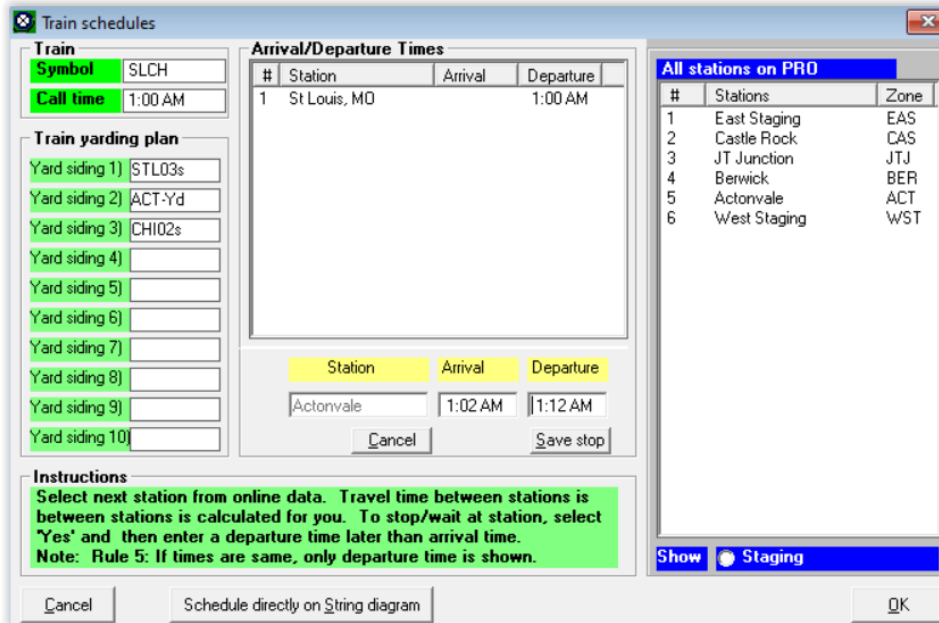 Train schedules
Train
Symbol SLCH
Call time 1:00 AM
Train yarding plan
Yard siding 1) STL03s
Yard siding 2) ACT-Yd
Yard siding 3) CHI02s
Yard siding 4)
Yard siding 5)
Yard siding 6)
Yard siding 7)
Yard siding 8)
Yard siding 9)
Yard siding 10)
Arrival/Departure Times
# Station Arrival Departure
1 St Louis, MO 1:00 AM
Station Arrival Departure
Actonvale 1:02 AM 1:12 AM
Cancel Save stop
All stations on PRO
# Stations Zone
1 East Staging EAS
2 Castle Rock CAS
3 JT Junction JTJ
4 Berwick BER
5 Actonvale ACT
6 West Staging WST
Show Staging
Instructions
Select next station from online data. Travel time between stations is
between stations is calculated for you. To stop/wait at station, select
'Yes' and then enter a departure time later than arrival time.
Note: Rule 5: If times are same, only departure time is shown.
Cancel Schedule directly on String diagram OK